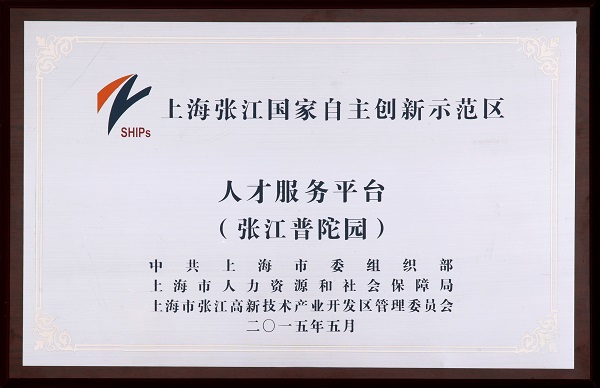 SHIPs
上海张江国家自主创新示范区
人才服务平台
（张江普陀园）
中共上海市委组织部
上海市人力资源和社会保障局
上海市张江高新技术产业开发区管理委员会
二〇一五年五月